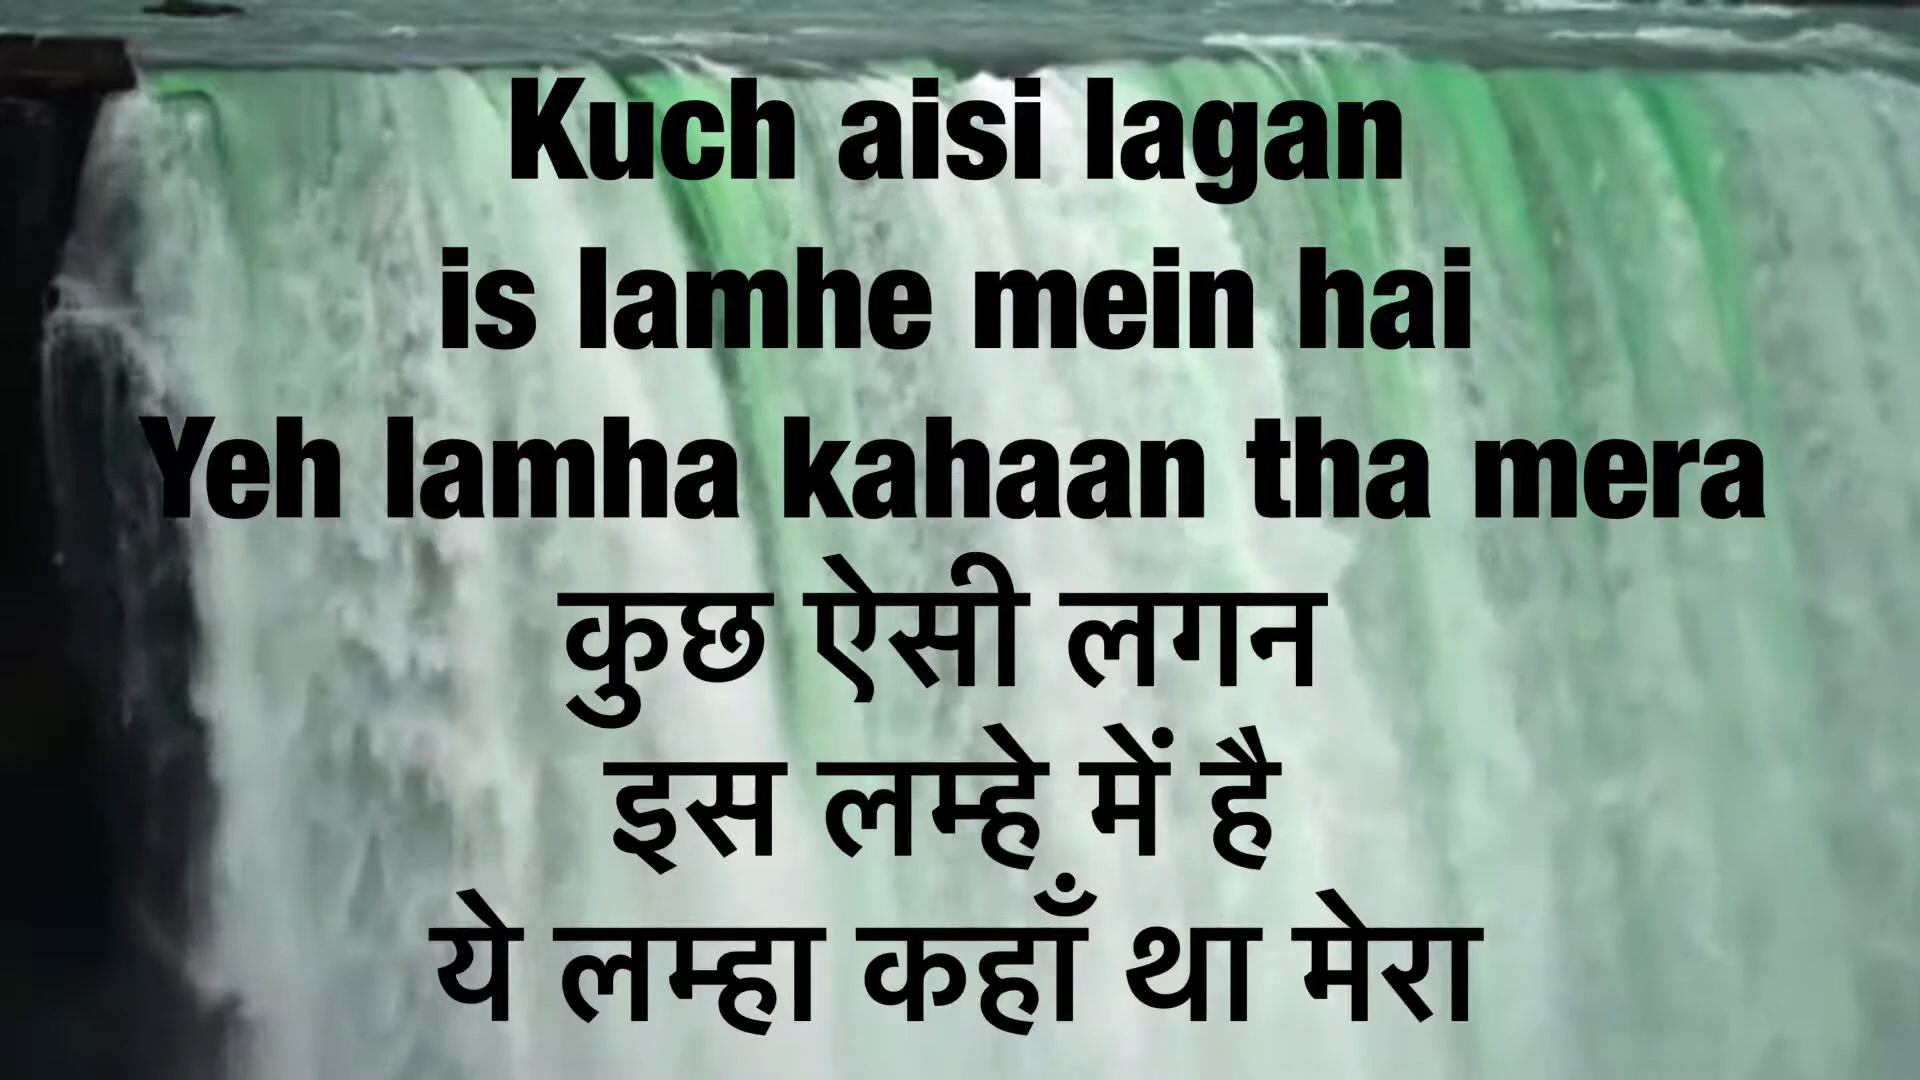 Kuch aisi lagan
is lamhe mein hai
Yeh lamha kahaan tha mera
कुछ ऐसी लगन
इस लम्हे में है
ये लम्हा कहाँ था मेरा